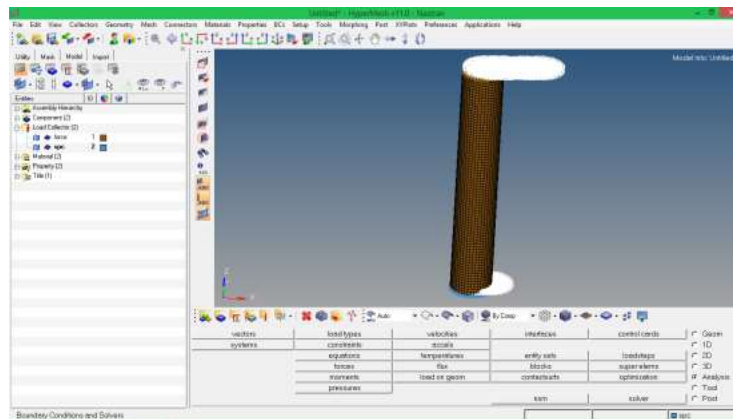 Untitled* - HyperMesh v11.0 - Nastran
File Edit View Collectors Geometry Mesh Connectors Materials Properties BCs Setup Tools Morphing Post XYPlots Preferences Applications Help
Utility Mask Model Import
Model Info: Untitled
Entities ID
Assembly Hierarchy
Component (2)
Load Collector (2)
force 1
spc 2
Material (2)
Property (2)
Title (1)
Z
X
Auto By Comp
vectors load types velocities interfaces control cards Geom
systems constraints accels 1D
equations temperatures entity sets loadsteps 2D
forces flux blocks super elems 3D
moments load on geom contactsurfs optimization Analysis
pressures Tool
nsm solver Post
Boundary Conditions and Solvers spc